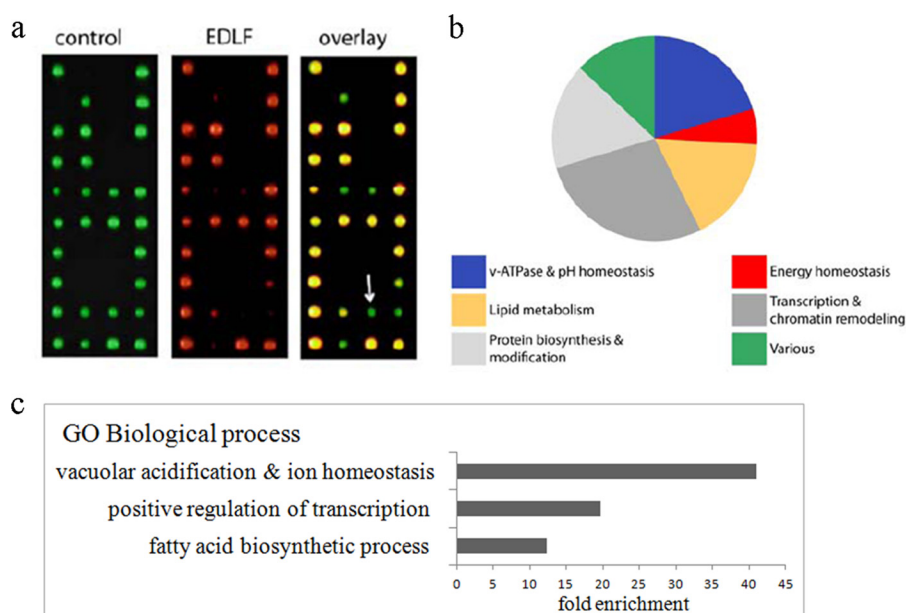 a
control
EDLF
overlay
b
v-ATPase & pH homeostasis
Energy homeostasis
Lipid metabolism
Transcription &
chromatin remodeling
Protein biosynthesis &
modification
Various
c
GO Biological process
vacuolar acidification & ion homeostasis
positive regulation of transcription
fatty acid biosynthetic process
0 5 10 15 20 25 30 35 40 45
fold enrichment